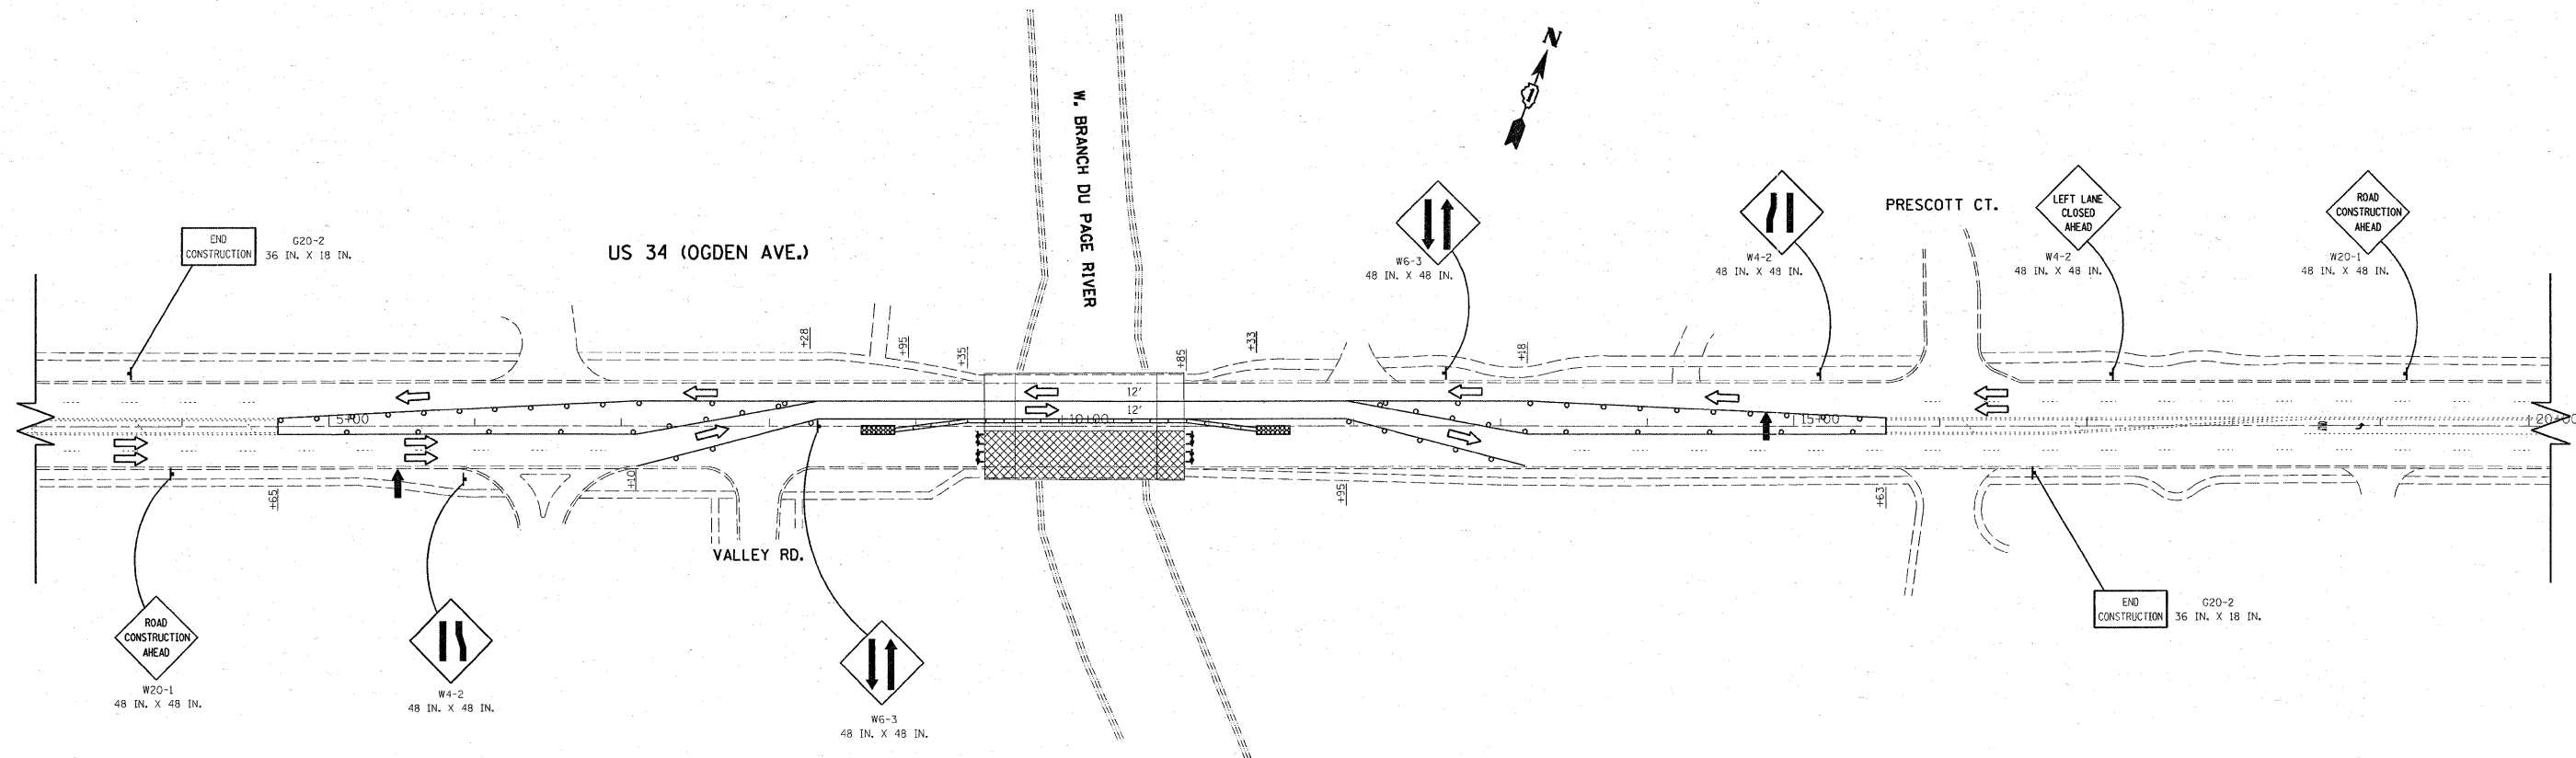 N
W. BRANCH DU PAGE RIVER
US 34 (OGDEN AVE.)
PRESCOTT CT.
VALLEY RD.
END
CONSTRUCTION
G20-2
36 IN. X 18 IN.
W6-3
48 IN. X 48 IN.
W4-2
48 IN. X 48 IN.
LEFT LANE
CLOSED
AHEAD
W4-2
48 IN. X 48 IN.
ROAD
CONSTRUCTION
AHEAD
W20-1
48 IN. X 48 IN.
+28
+95
+35
+85
+33
+18
12'
12'
5+00
10+00
15+00
20+00
+65
+10
+95
+63
ROAD
CONSTRUCTION
AHEAD
W20-1
48 IN. X 48 IN.
W4-2
48 IN. X 48 IN.
W6-3
48 IN. X 48 IN.
END
CONSTRUCTION
G20-2
36 IN. X 18 IN.